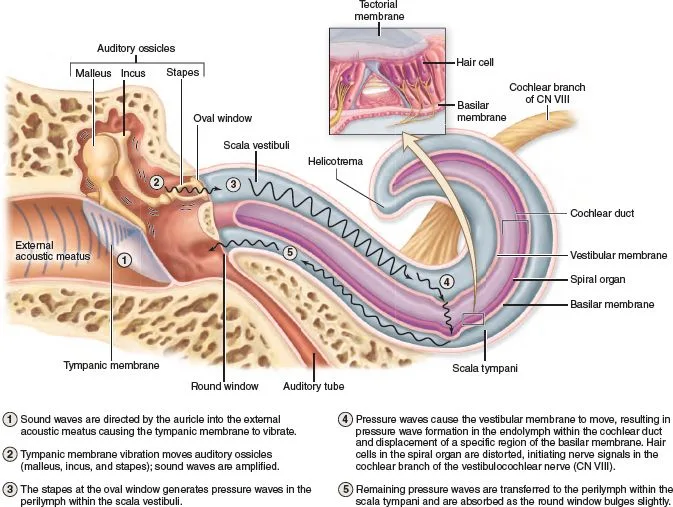 Tectorial
membrane
Auditory ossicles
Malleus Incus Stapes
Hair cell
Cochlear branch
of CN VIII
Basilar
membrane
Oval window
Scala vestibuli
Helicotrema
2
3
Cochlear duct
External
acoustic meatus
1
5
Vestibular membrane
4
Spiral organ
Basilar membrane
Tympanic membrane
Scala tympani
Round window
Auditory tube
1 Sound waves are directed by the auricle into the external
acoustic meatus causing the tympanic membrane to vibrate.
2 Tympanic membrane vibration moves auditory ossicles
(malleus, incus, and stapes); sound waves are amplified.
3 The stapes at the oval window generates pressure waves in the
perilymph within the scala vestibuli.
4 Pressure waves cause the vestibular membrane to move, resulting in
pressure wave formation in the endolymph within the cochlear duct
and displacement of a specific region of the basilar membrane. Hair
cells in the spiral organ are distorted, initiating nerve signals in the
cochlear branch of the vestibulocochlear nerve (CN VIII).
5 Remaining pressure waves are transferred to the perilymph within the
scala tympani and are absorbed as the round window bulges slightly.